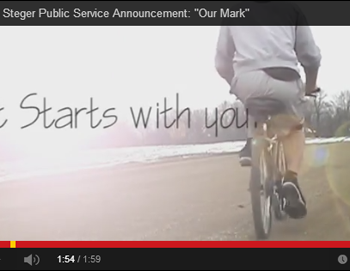 Steger Public Service Announcement: "Our Mark"
t Starts with you.
1:54 / 1:59